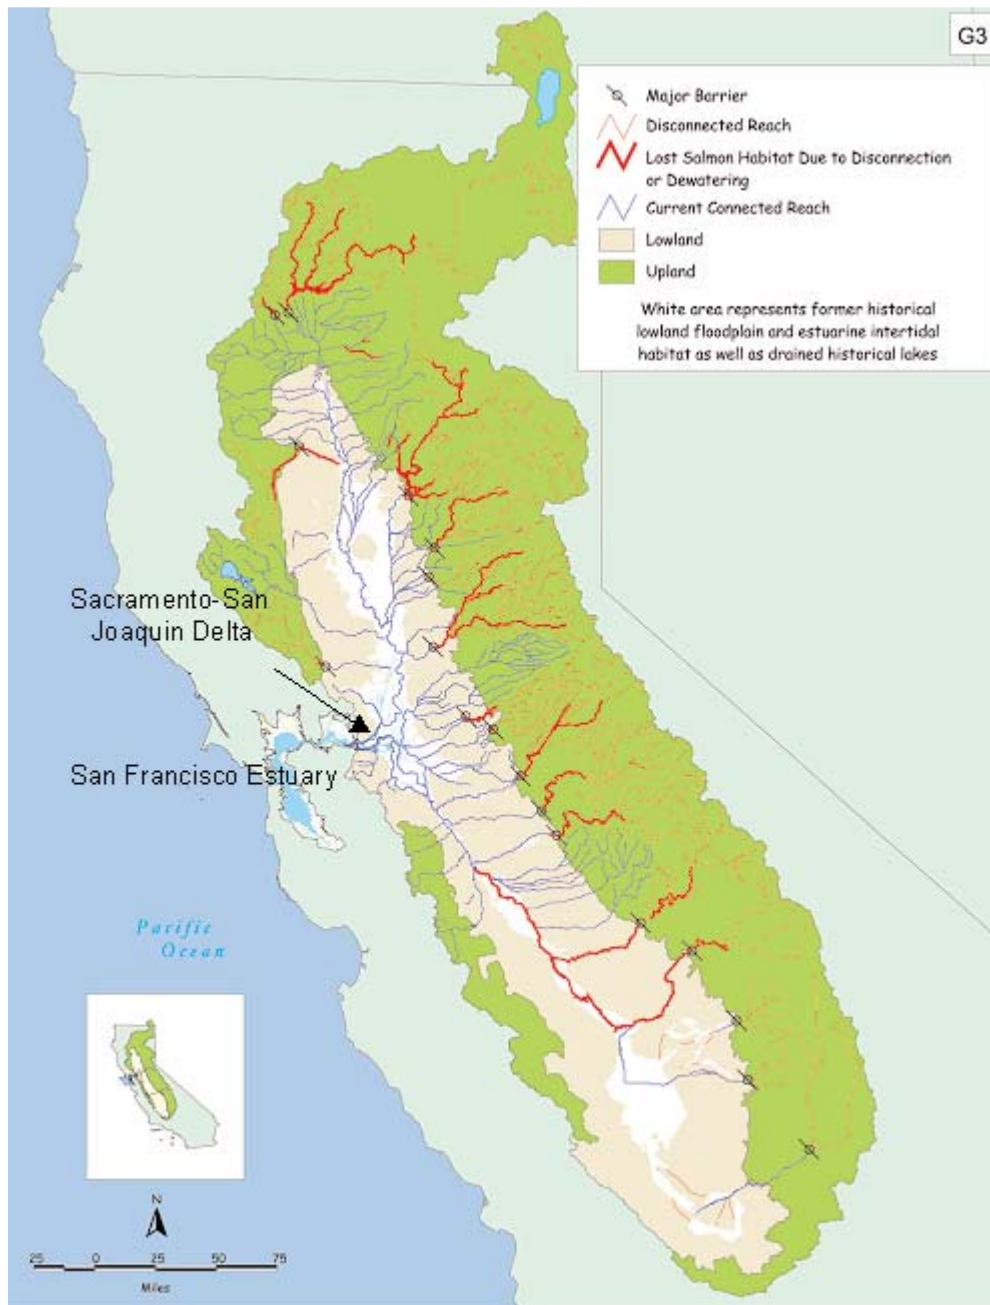 G3
Major Barrier
Disconnected Reach
Lost Salmon Habitat Due to Disconnection
or Dewatering
Current Connected Reach
Lowland
Upland
White area represents former historical
lowland floodplain and estuarine intertidal
habitat as well as drained historical lakes
Sacramento-San
Joaquin Delta
San Francisco Estuary
Pacific
Ocean
N
25 0 25 50 75
Miles